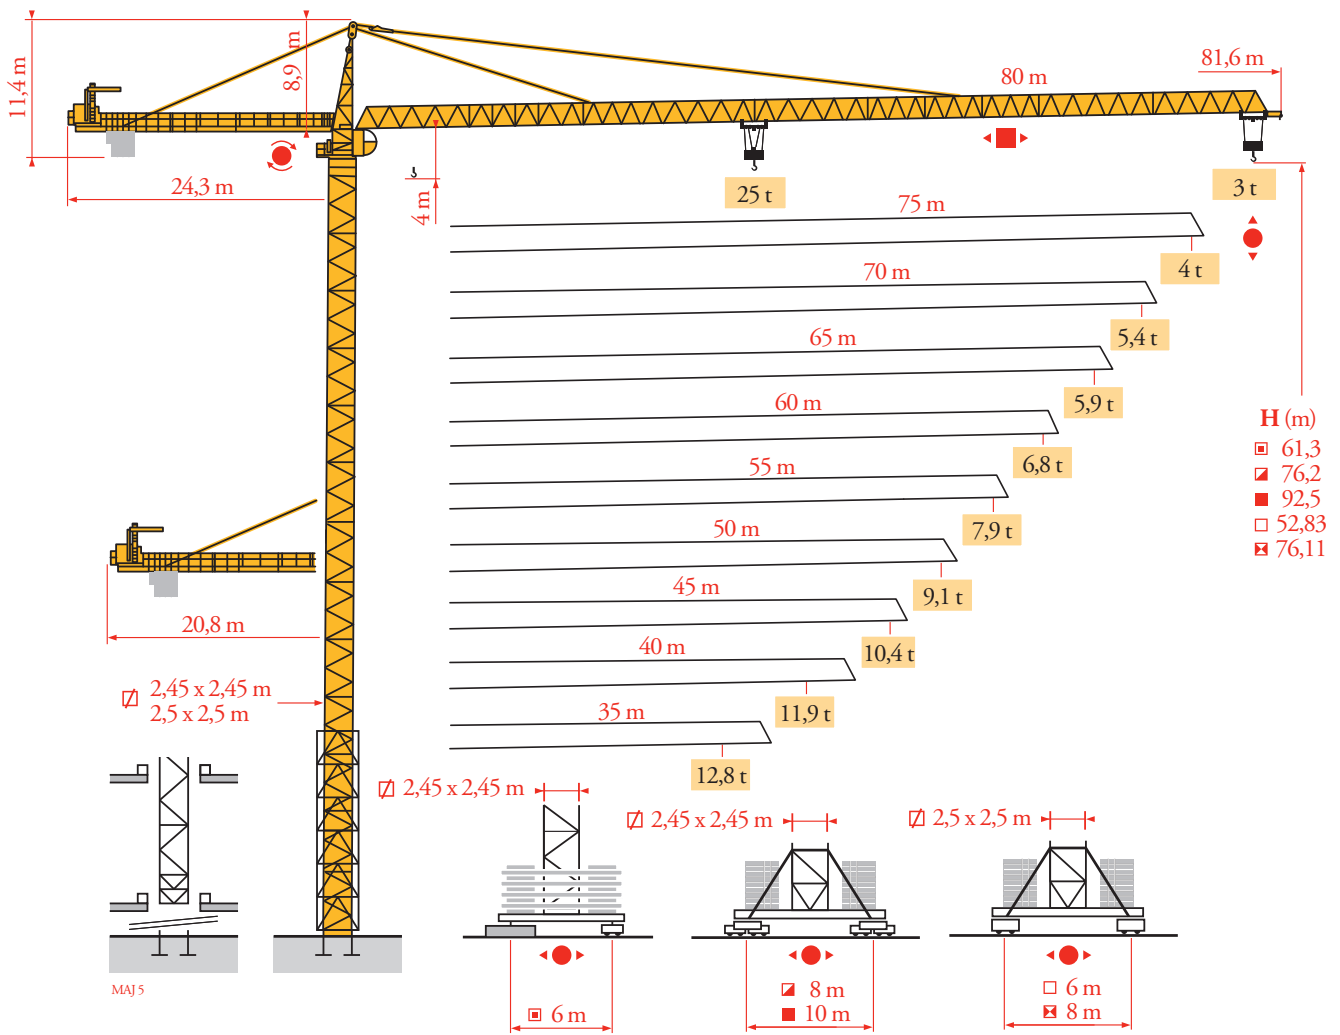 11,4 m
8,9 m
80 m
81,6 m
24,3 m
4 m
25 t
3 t
75 m
4 t
70 m
5,4 t
65 m
5,9 t
60 m
6,8 t
55 m
7,9 t
50 m
9,1 t
45 m
10,4 t
40 m
11,9 t
35 m
12,8 t
H (m)
61,3
76,2
92,5
52,83
76,11
20,8 m
2,45 x 2,45 m
2,5 x 2,5 m
2,45 x 2,45 m
2,45 x 2,45 m
2,5 x 2,5 m
6 m
8 m
10 m
6 m
8 m
MAJ 5